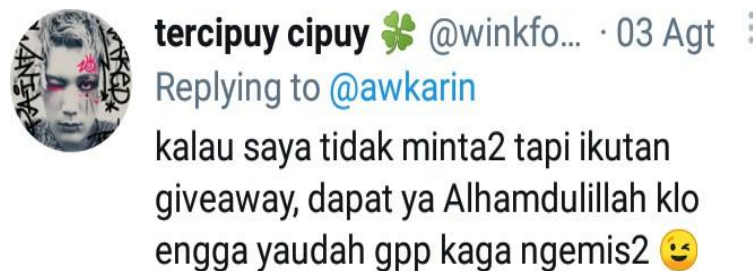 tercipuy cipuy 🍀 @winkfo... · 03 Agt
Replying to @awkarin
kalau saya tidak minta2 tapi ikutan
giveaway, dapat ya Alhamdulillah klo
engga yaudah gpp kaga ngemis2 😉